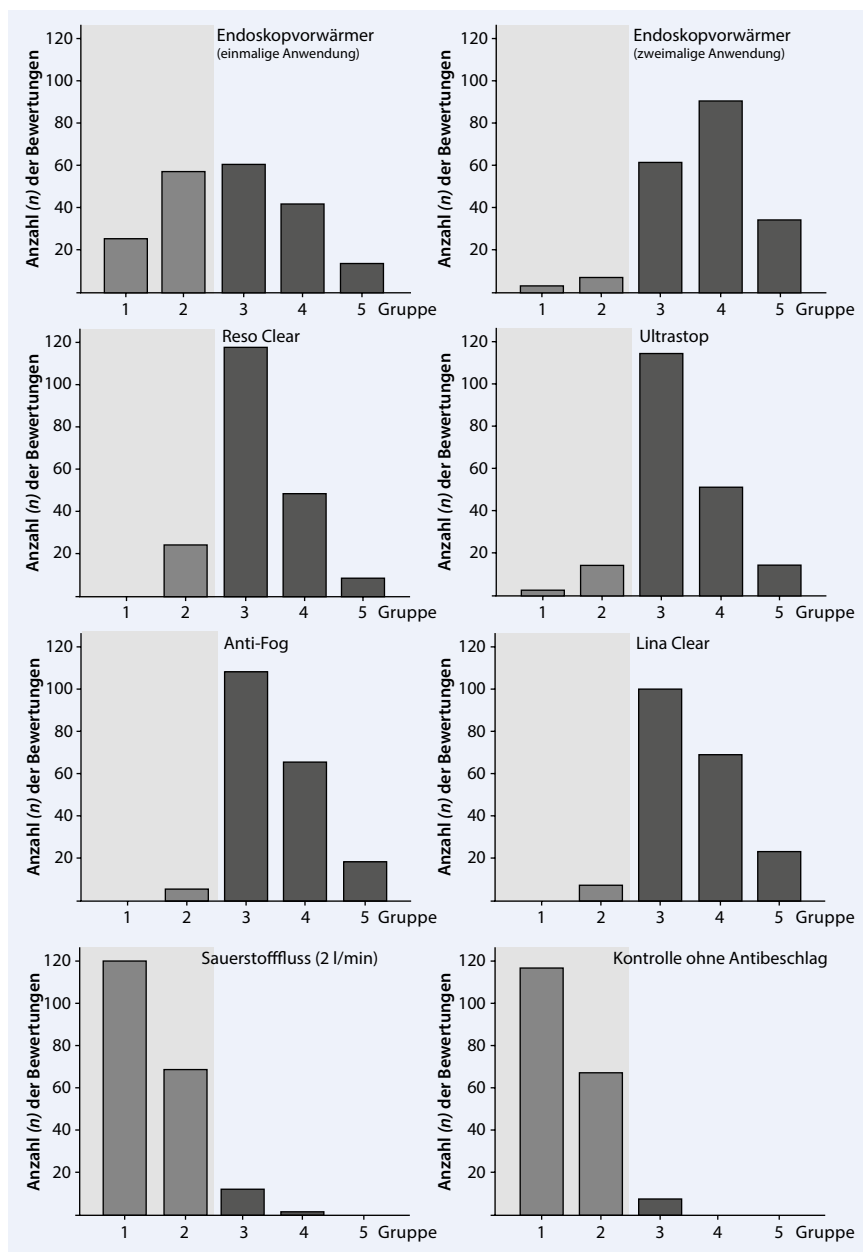 Endoskopvorwärmer
(einmalige Anwendung)
Anzahl (n) der Bewertungen
120
100
80
60
40
20
1 2 3 4 5 Gruppe
Endoskopvorwärmer
(zweimalige Anwendung)
Anzahl (n) der Bewertungen
120
100
80
60
40
20
1 2 3 4 5 Gruppe
Reso Clear
Anzahl (n) der Bewertungen
120
100
80
60
40
20
1 2 3 4 5 Gruppe
Ultrastop
Anzahl (n) der Bewertungen
120
100
80
60
40
20
1 2 3 4 5 Gruppe
Anti-Fog
Anzahl (n) der Bewertungen
120
100
80
60
40
20
1 2 3 4 5 Gruppe
Lina Clear
Anzahl (n) der Bewertungen
120
100
80
60
40
20
1 2 3 4 5 Gruppe
Sauerstofffluss (2 l/min)
Anzahl (n) der Bewertungen
120
100
80
60
40
20
1 2 3 4 5 Gruppe
Kontrolle ohne Antibeschlag
Anzahl (n) der Bewertungen
120
100
80
60
40
20
1 2 3 4 5 Gruppe